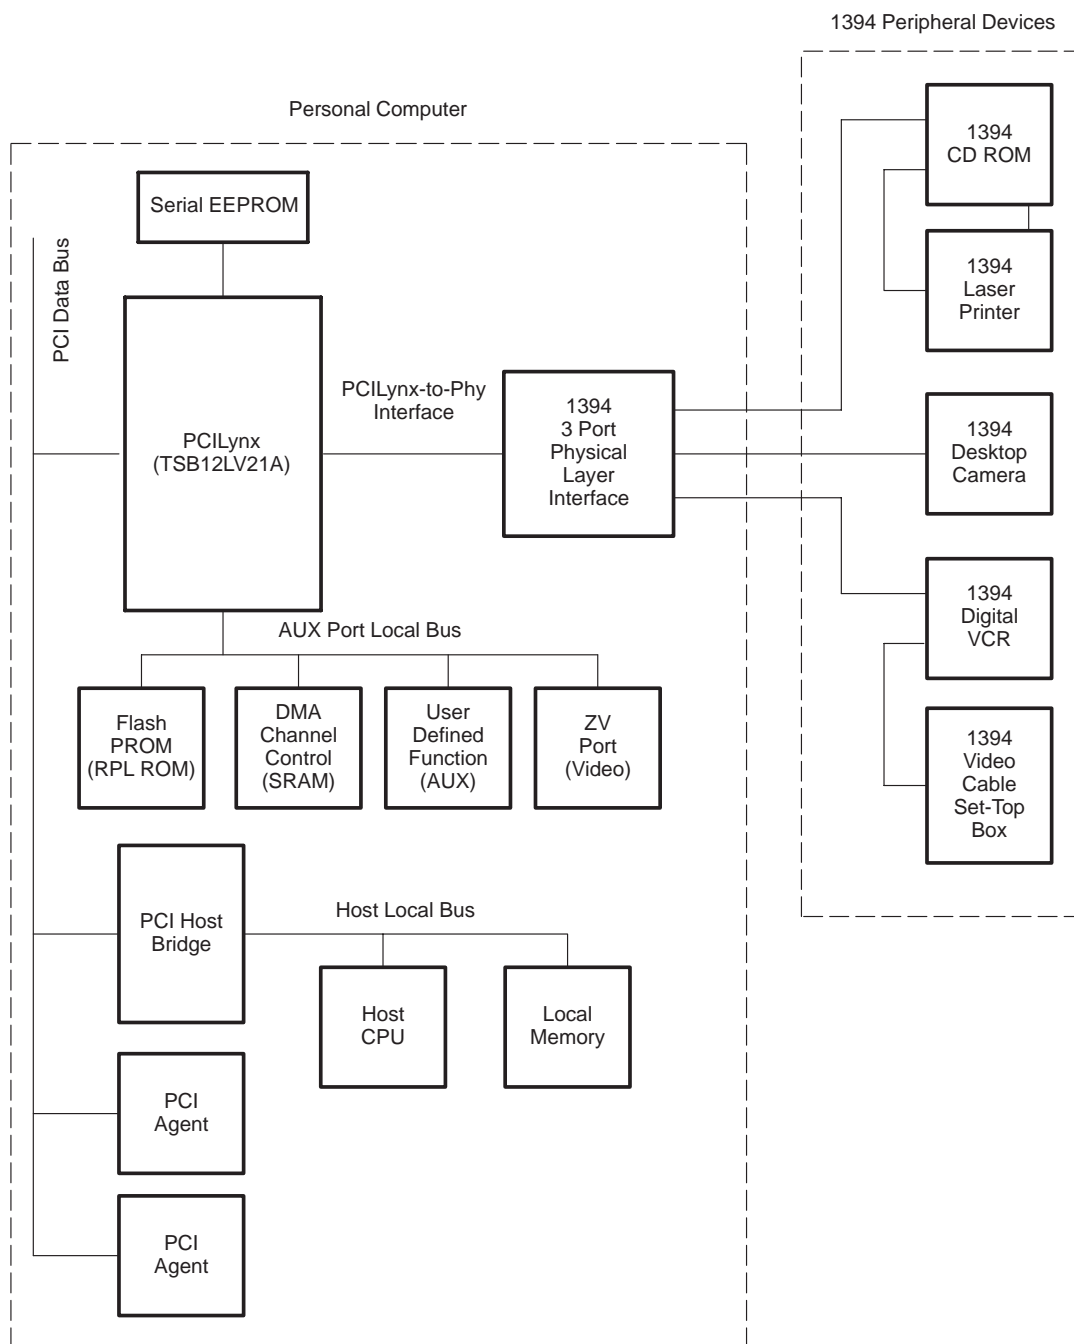 1394 Peripheral Devices
Personal Computer
1394
CD ROM
Serial EEPROM
PCI Data Bus
1394
Laser
Printer
PCILynx
(TSB12LV21A)
PCILynx-to-Phy
Interface
1394
3 Port
Physical
Layer
Interface
1394
Desktop
Camera
1394
Digital
VCR
AUX Port Local Bus
Flash
PROM
(RPL ROM)
DMA
Channel
Control
(SRAM)
User
Defined
Function
(AUX)
ZV
Port
(Video)
1394
Video
Cable
Set-Top
Box
PCI Host
Bridge
Host Local Bus
Host
CPU
Local
Memory
PCI
Agent
PCI
Agent